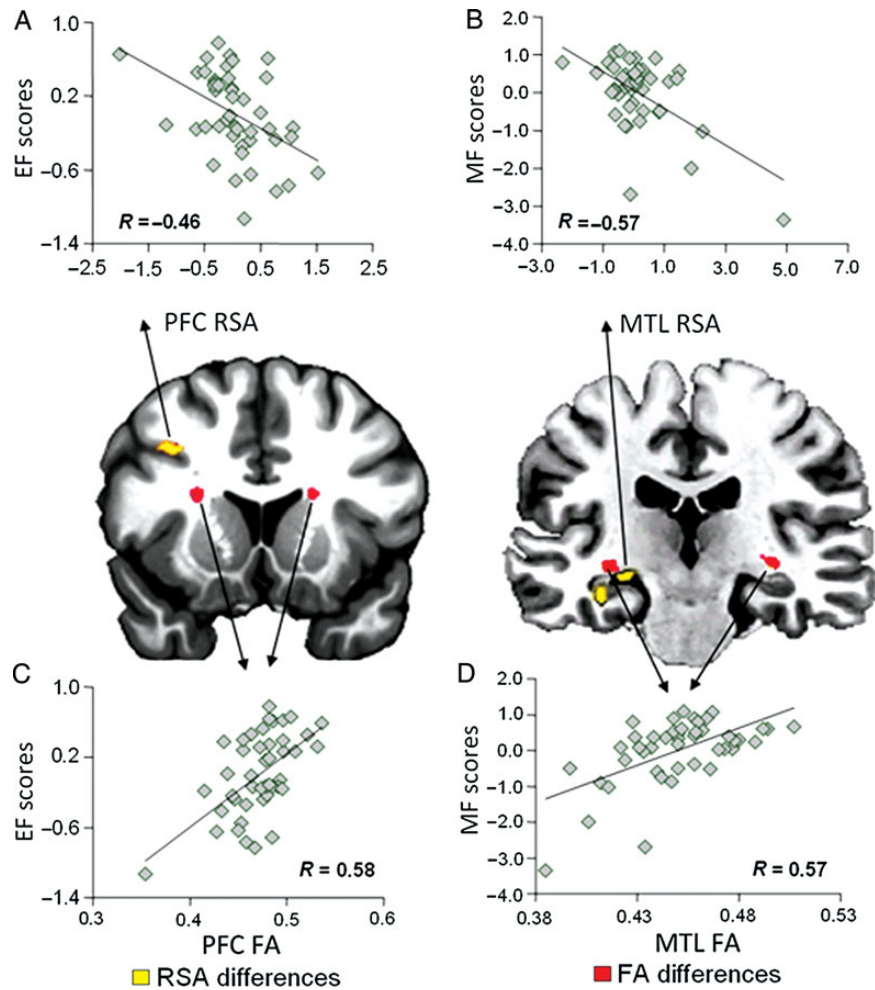 A
1.0
0.2
−0.6
−1.4
EF scores
R = −0.46
−2.5 −1.5 −0.5 0.5 1.5 2.5
PFC RSA
B
2.0
1.0
0.0
−1.0
−2.0
−3.0
−4.0
MF scores
R = −0.57
−3.0 −1.0 1.0 3.0 5.0 7.0
MTL RSA
C
1.0
0.2
−0.6
−1.4
EF scores
R = 0.58
0.3 0.4 0.5 0.6
PFC FA
D
2.0
1.0
0.0
−1.0
−2.0
−3.0
−4.0
MF scores
R = 0.57
0.38 0.43 0.48 0.53
MTL FA
RSA differences
FA differences